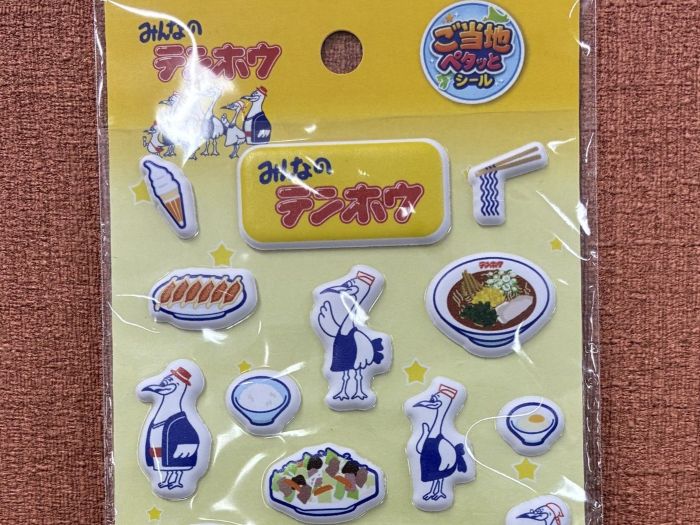 みんなの
テンホウ
ご当地
ペタッと
シール
みんなの
テンホウ
テンホウ